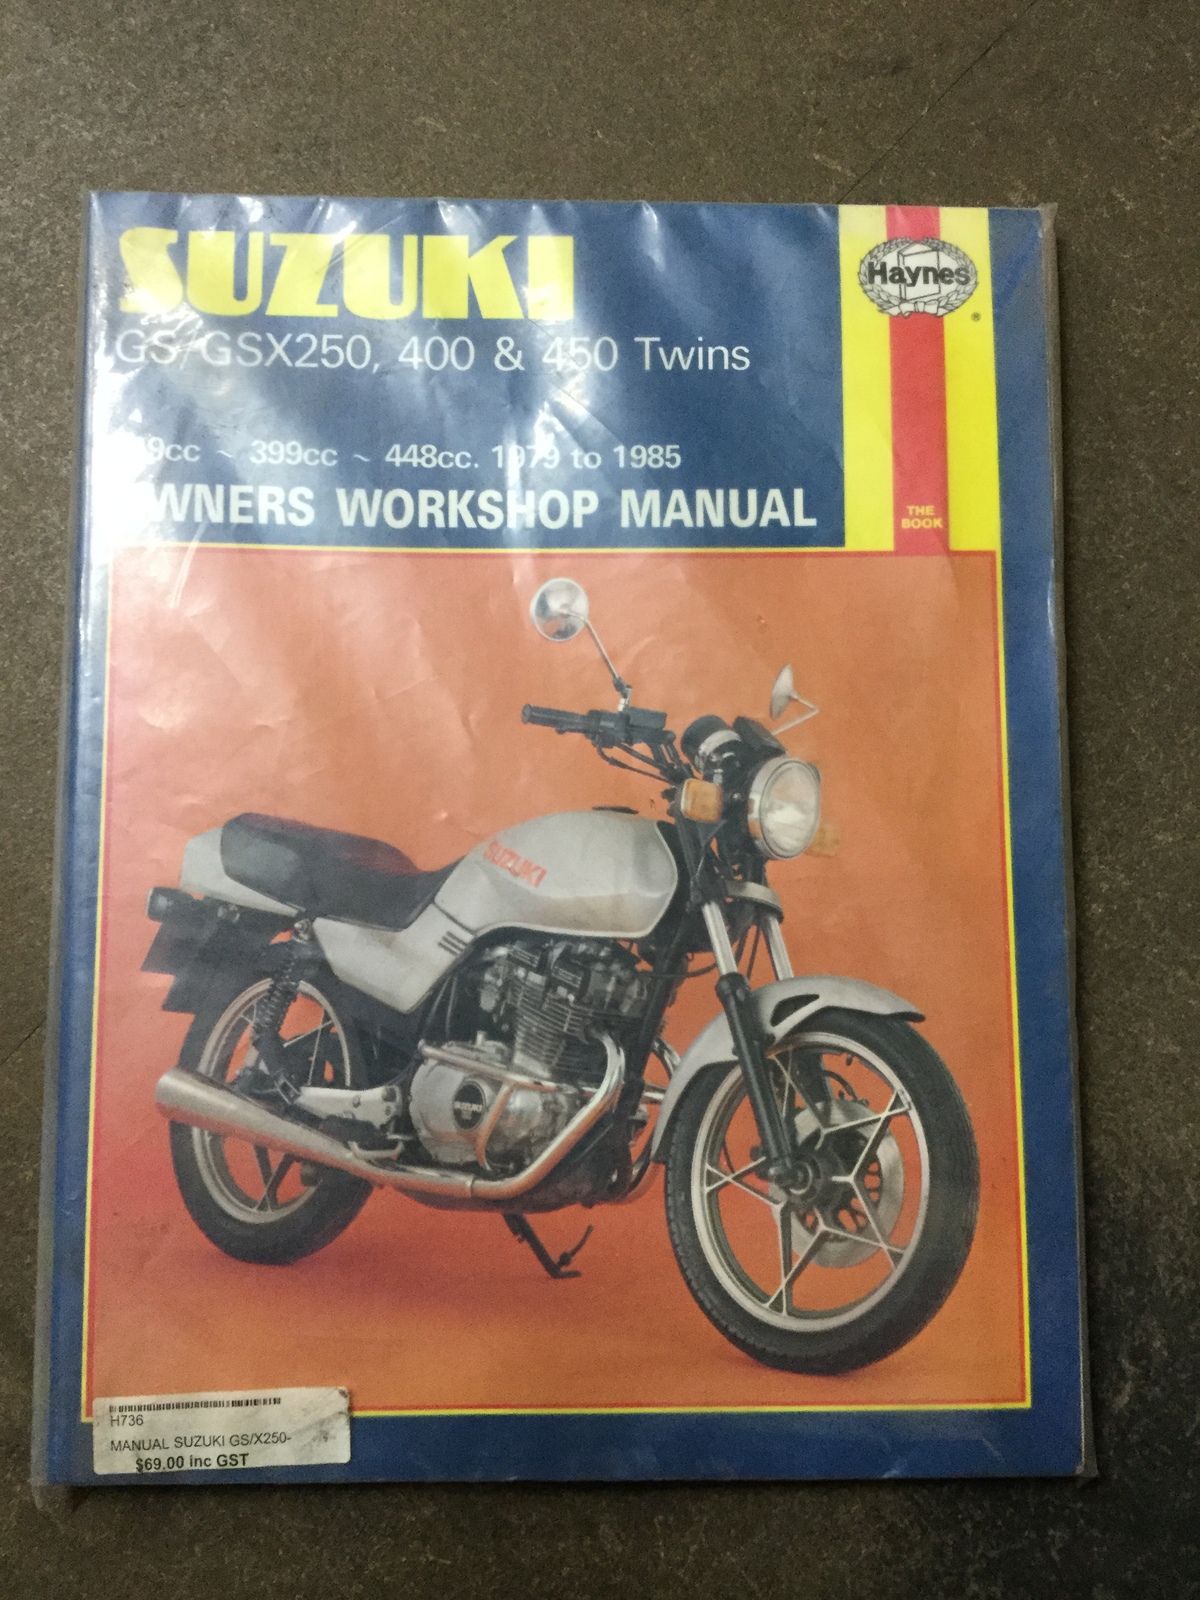 SUZUKI
Haynes
®
GS/GSX250, 400 & 450 Twins
399cc ~ 448cc. 1979 to 1985
WORKSHOP MANUAL
THE
BOOK
SUZUKI
SUZUKI
H736
MANUAL SUZUKI GS/X250-
$69.00 inc GST